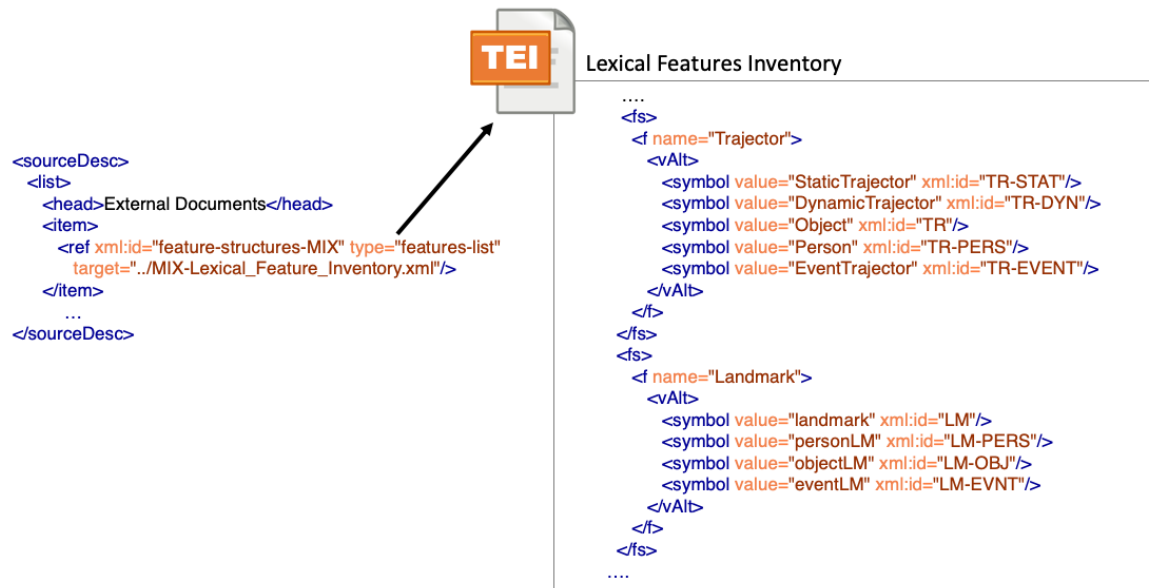 TEI
Lexical Features Inventory
<sourceDesc>
<list>
<head>External Documents</head>
<item>
<ref xml:id="feature-structures-MIX" type="features-list"
target="../MIX-Lexical_Feature_Inventory.xml"/>
</item>
...
</sourceDesc>
....
<fs>
<f name="Trajector">
<vAlt>
<symbol value="StaticTrajector" xml:id="TR-STAT"/>
<symbol value="DynamicTrajector" xml:id="TR-DYN"/>
<symbol value="Object" xml:id="TR"/>
<symbol value="Person" xml:id="TR-PERS"/>
<symbol value="EventTrajector" xml:id="TR-EVENT"/>
</vAlt>
</f>
</fs>
<fs>
<f name="Landmark">
<vAlt>
<symbol value="landmark" xml:id="LM"/>
<symbol value="personLM" xml:id="LM-PERS"/>
<symbol value="objectLM" xml:id="LM-OBJ"/>
<symbol value="eventLM" xml:id="LM-EVNT"/>
</vAlt>
</f>
</fs>
....